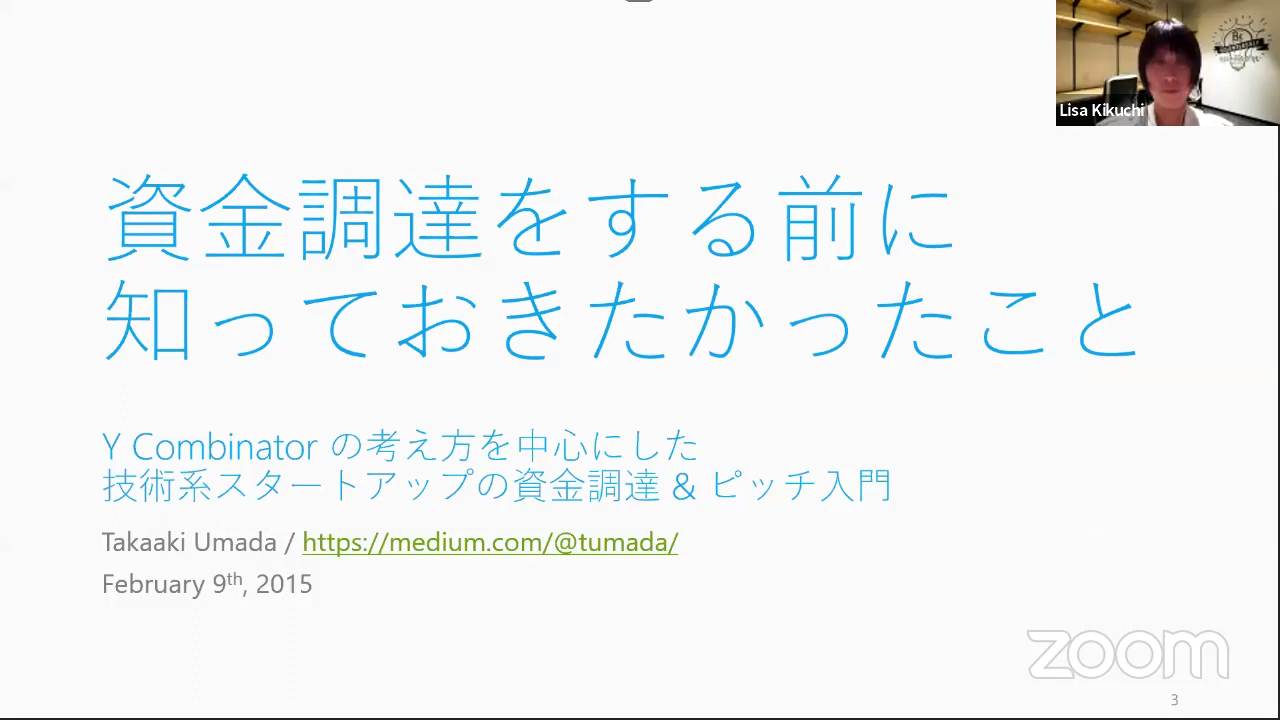 資金調達をする前に
知っておきたかったこと
Y Combinator の考え方を中心にした
技術系スタートアップの資金調達 & ピッチ入門
Takaaki Umada / https://medium.com/@tumada/
February 9th, 2015
Lisa Kikuchi
zoom
3